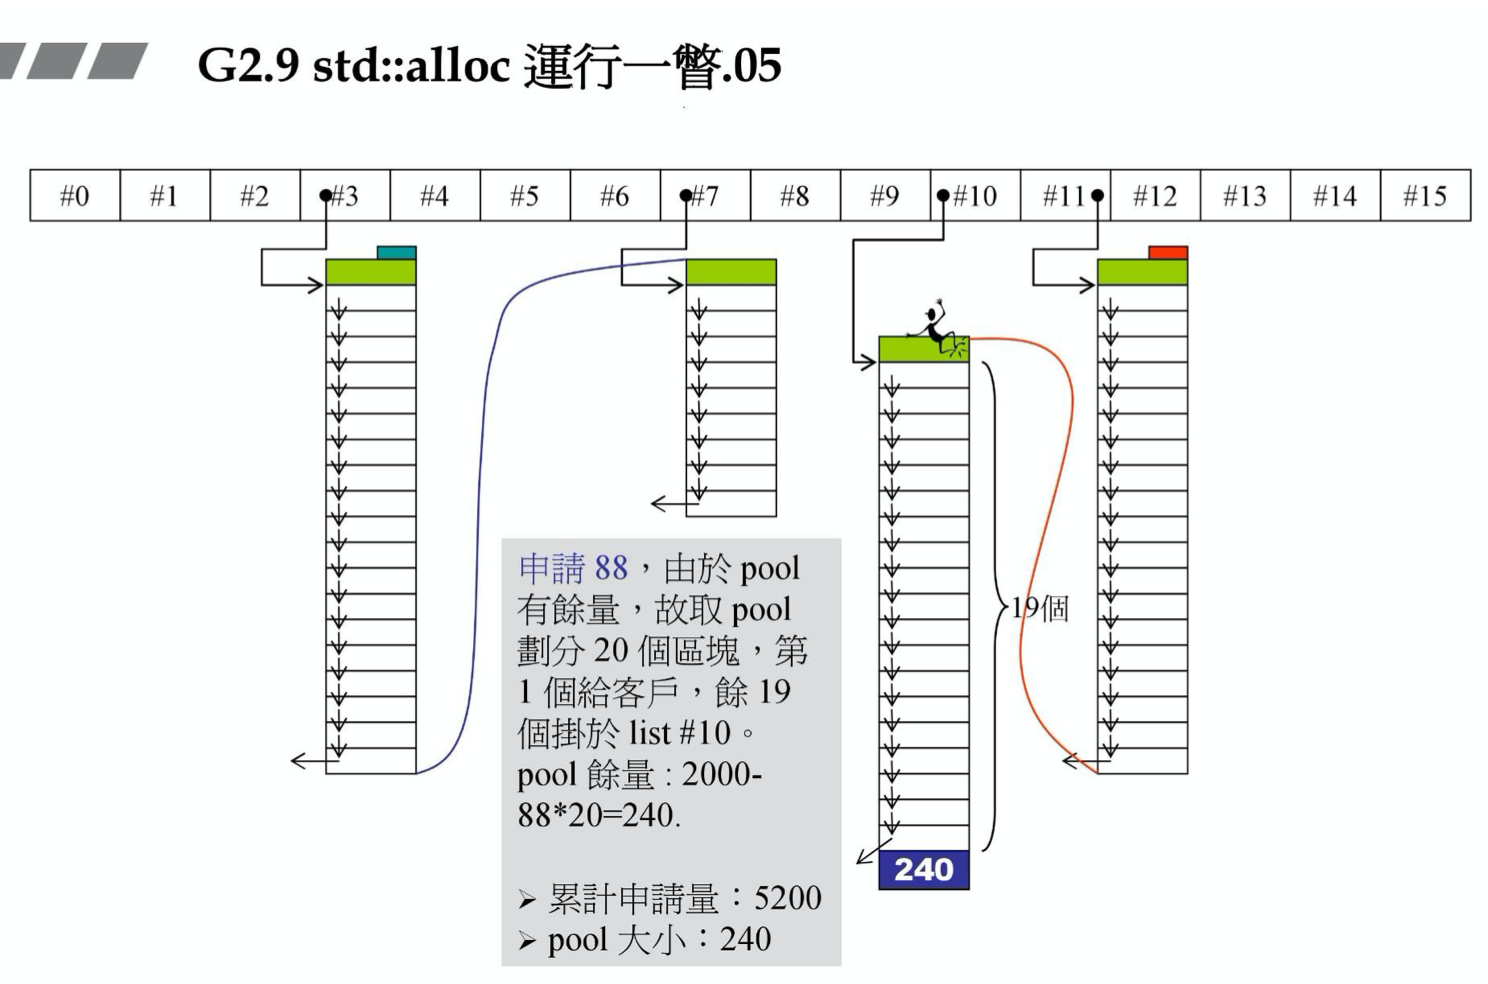 G2.9 std::alloc 運行一瞥.05
#0 #1 #2 #3 #4 #5 #6 #7 #8 #9 #10 #11 #12 #13 #14 #15
申請 88，由於 pool
有餘量，故取 pool
劃分 20 個區塊，第
1 個給客戶，餘 19
個掛於 list #10。
pool 餘量 : 2000-
88*20=240.
➢ 累計申請量：5200
➢ pool 大小：240
19個
240